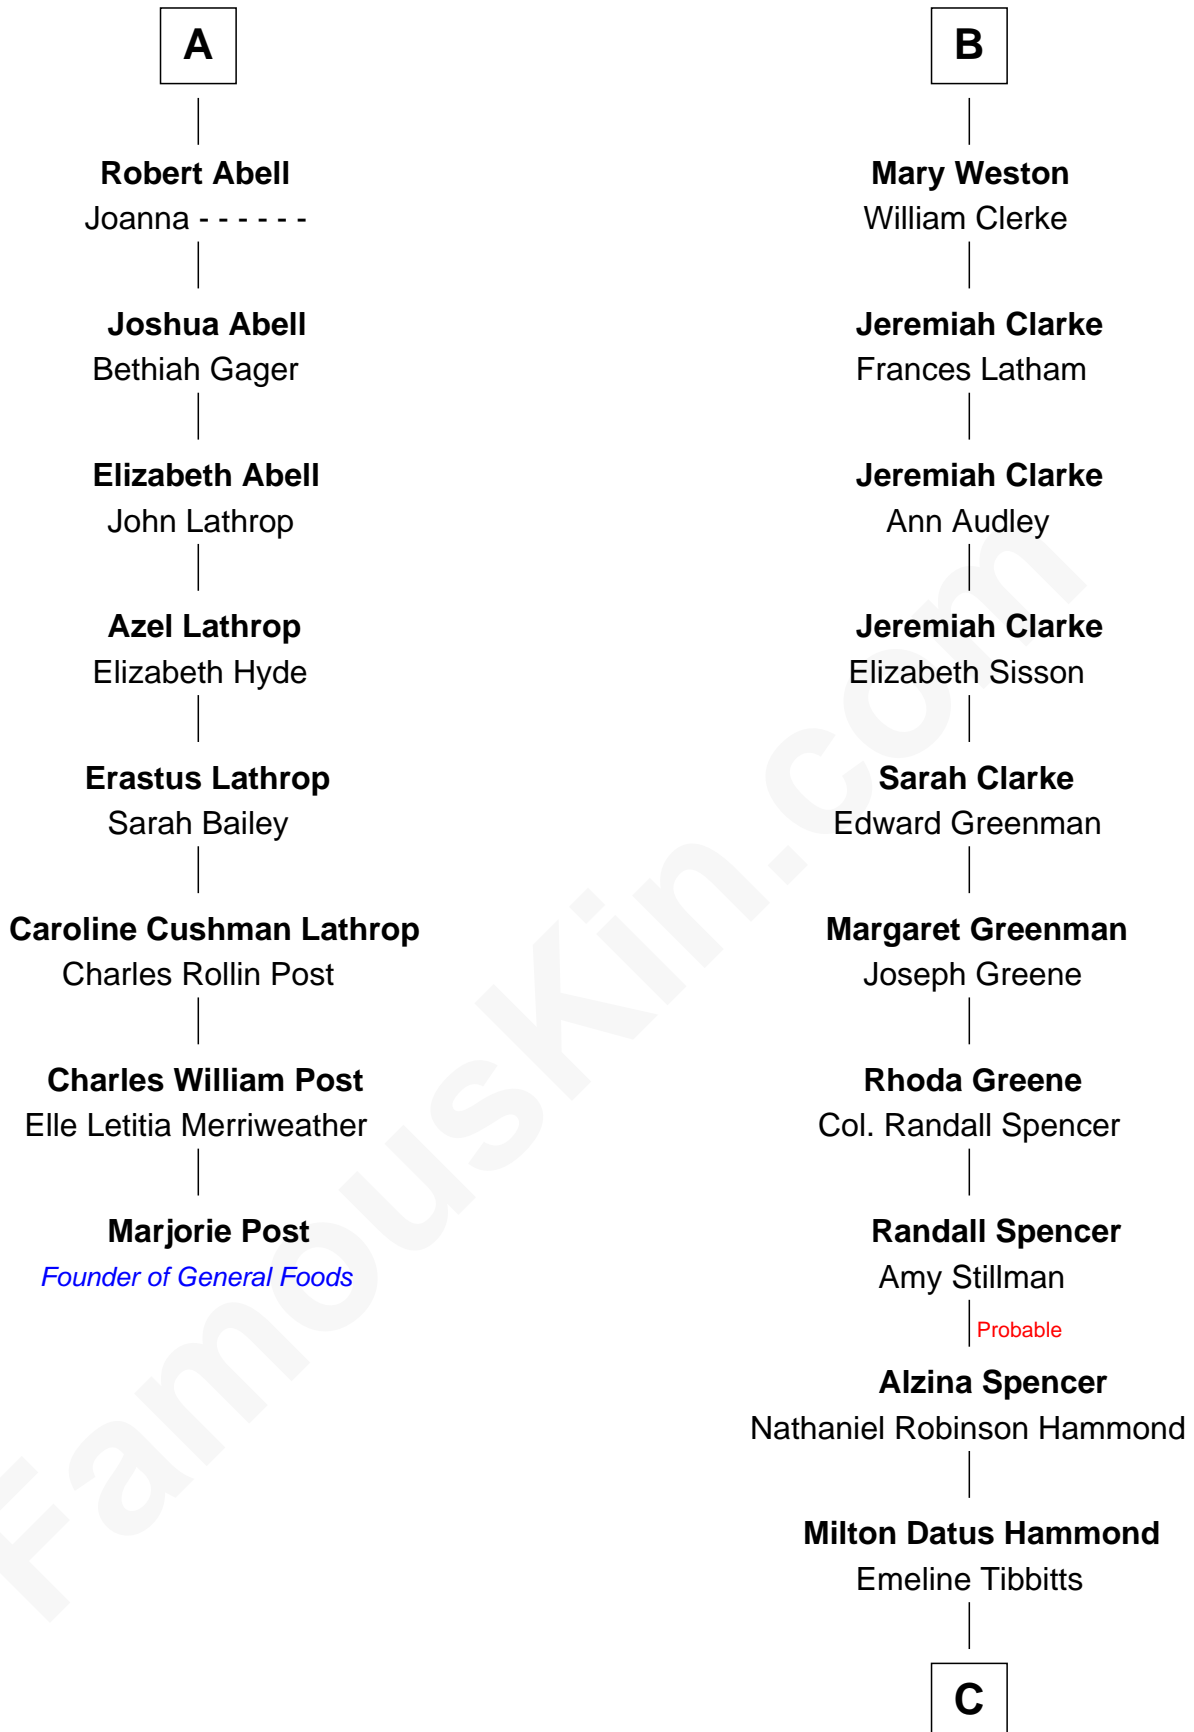 A
Robert Abell
Joanna - - - - - -
Joshua Abell
Bethiah Gager
Elizabeth Abell
John Lathrop
Azel Lathrop
Elizabeth Hyde
Erastus Lathrop
Sarah Bailey
Caroline Cushman Lathrop
Charles Rollin Post
Charles William Post
Elle Letitia Merriweather
Marjorie Post
Founder of General Foods
B
Mary Weston
William Clerke
Jeremiah Clarke
Frances Latham
Jeremiah Clarke
Ann Audley
Jeremiah Clarke
Elizabeth Sisson
Sarah Clarke
Edward Greenman
Margaret Greenman
Joseph Greene
Rhoda Greene
Col. Randall Spencer
Randall Spencer
Amy Stillman
Probable
Alzina Spencer
Nathaniel Robinson Hammond
Milton Datus Hammond
Emeline Tibbitts
C
FamousKin.com